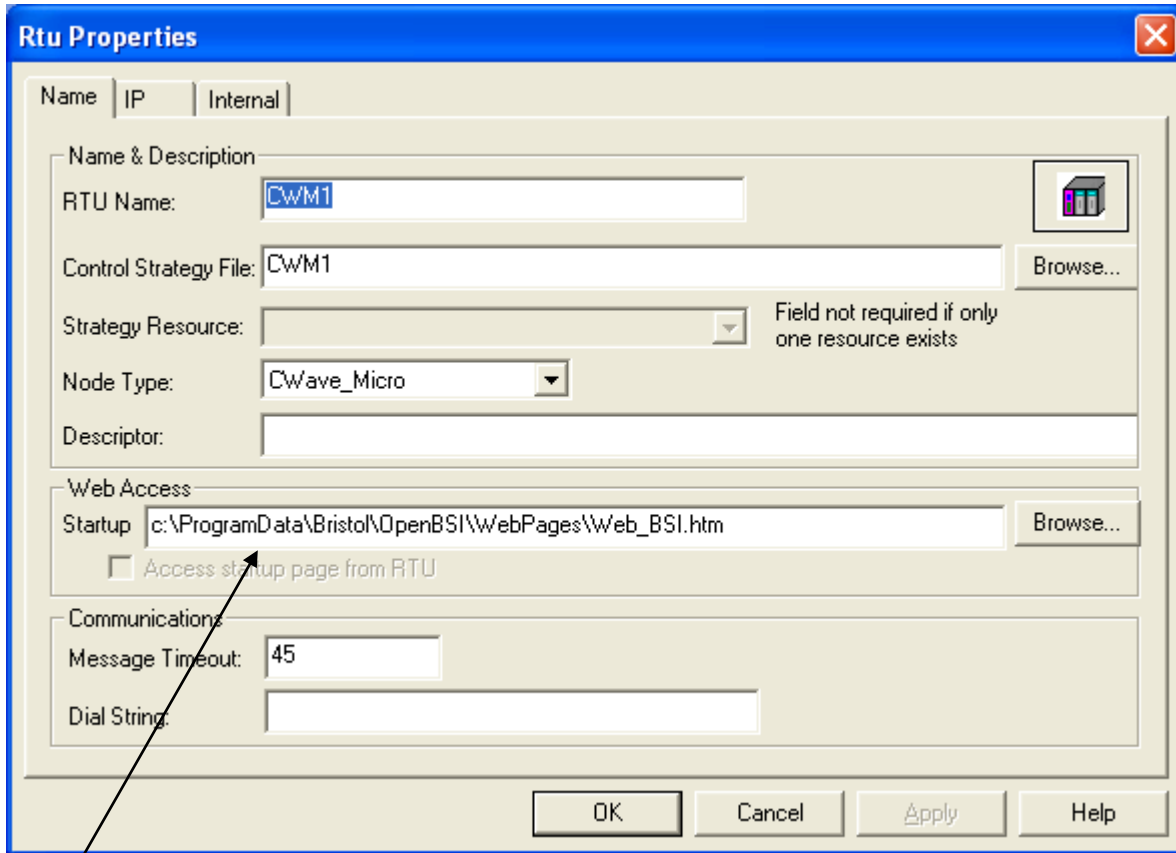 Rtu Properties
Name IP Internal
Name & Description
RTU Name: CWM1
Control Strategy File: CWM1 Browse...
Strategy Resource: Field not required if only
one resource exists
Node Type: CWave_Micro
Descriptor:
Web Access
Startup c:\ProgramData\Bristol\OpenBSI\WebPages\Web_BSI.htm Browse...
Access startup page from RTU
Communications
Message Timeout: 45
Dial String:
OK Cancel Apply Help